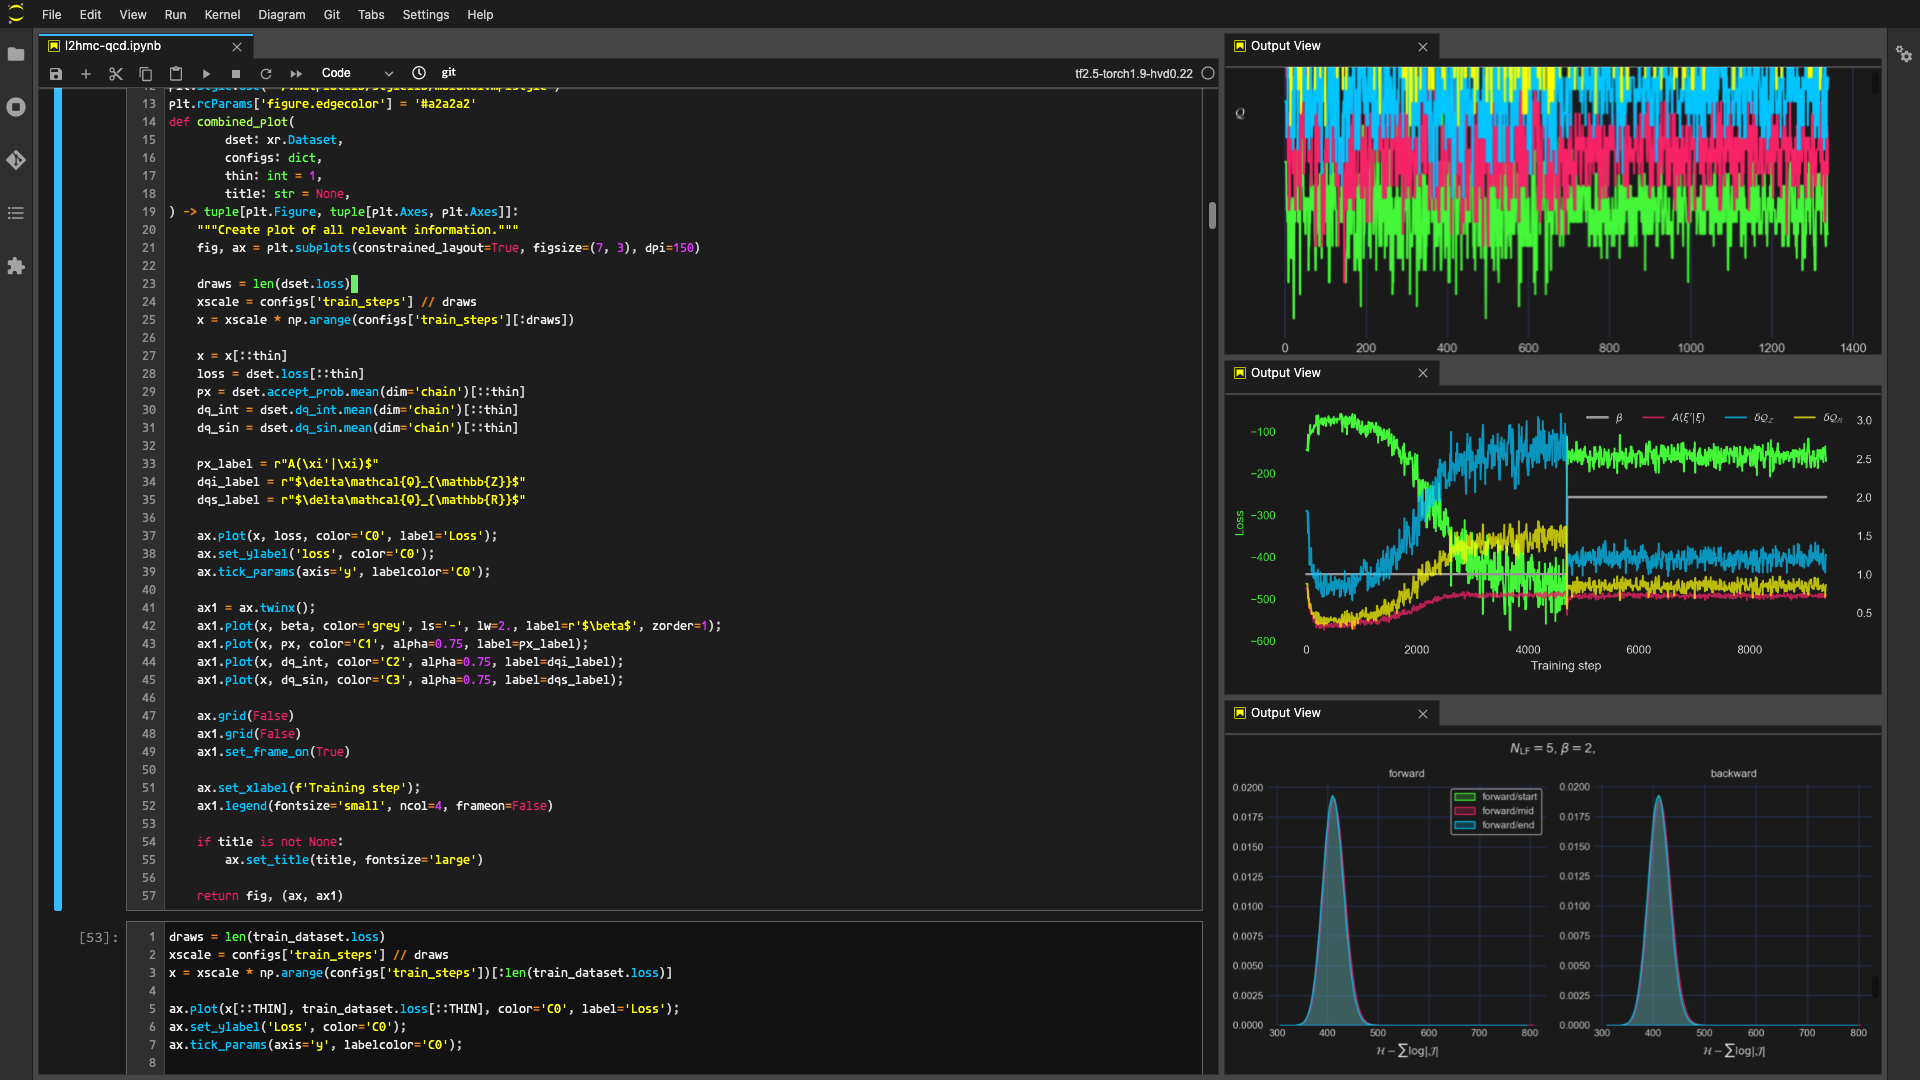 File Edit View Run Kernel Diagram Git Tabs Settings Help
l2hmc-qcd.ipynb
Code git tf2.5-torch1.9-hvd0.22
13 plt.rcParams['figure.edgecolor'] = '#a2a2a2'
14 def combined_plot(
15 dset: xr.Dataset,
16 configs: dict,
17 thin: int = 1,
18 title: str = None,
19 ) -> tuple[plt.Figure, tuple[plt.Axes, plt.Axes]]:
20 """Create plot of all relevant information."""
21 fig, ax = plt.subplots(constrained_layout=True, figsize=(7, 3), dpi=150)
22
23 draws = len(dset.loss)
24 xscale = configs['train_steps'] // draws
25 x = xscale * np.arange(configs['train_steps'][:draws])
26
27 x = x[::thin]
28 loss = dset.loss[::thin]
29 px = dset.accept_prob.mean(dim='chain')[::thin]
30 dq_int = dset.dq_int.mean(dim='chain')[::thin]
31 dq_sin = dset.dq_sin.mean(dim='chain')[::thin]
32
33 px_label = r"A(\xi'|\xi)$"
34 dqi_label = r"$\delta\mathcal{Q}_{\mathbb{Z}}$"
35 dqs_label = r"$\delta\mathcal{Q}_{\mathbb{R}}$"
36
37 ax.plot(x, loss, color='C0', label='Loss');
38 ax.set_ylabel('loss', color='C0');
39 ax.tick_params(axis='y', labelcolor='C0');
40
41 ax1 = ax.twinx();
42 ax1.plot(x, beta, color='grey', ls='-', lw=2., label=r'$\beta$', zorder=1);
43 ax1.plot(x, px, color='C1', alpha=0.75, label=px_label);
44 ax1.plot(x, dq_int, color='C2', alpha=0.75, label=dqi_label);
45 ax1.plot(x, dq_sin, color='C3', alpha=0.75, label=dqs_label);
46
47 ax.grid(False)
48 ax1.grid(False)
49 ax1.set_frame_on(True)
50
51 ax.set_xlabel(f'Training step');
52 ax1.legend(fontsize='small', ncol=4, frameon=False)
53
54 if title is not None:
55 ax.set_title(title, fontsize='large')
56
57 return fig, (ax, ax1)
[53]:
1 draws = len(train_dataset.loss)
2 xscale = configs['train_steps'] // draws
3 x = xscale * np.arange(configs['train_steps'])[:len(train_dataset.loss)]
4
5 ax.plot(x[::THIN], train_dataset.loss[::THIN], color='C0', label='Loss');
6 ax.set_ylabel('Loss', color='C0');
7 ax.tick_params(axis='y', labelcolor='C0');
8
Output View
Q
0 200 400 600 800 1000 1200 1400
Output View
β A(ξ'|ξ) δQ_Z δQ_R
−100
−200
−300
−400
−500
−600
Loss
3.0
2.5
2.0
1.5
1.0
0.5
0 2000 4000 6000 8000
Training step
Output View
N_LF = 5, β = 2,
forward
forward/start
forward/mid
forward/end
0.0200
0.0175
0.0150
0.0125
0.0100
0.0075
0.0050
0.0025
0.0000
300 400 500 600 700 800
ℋ − ∑log|𝒥|
backward
0.0200
0.0175
0.0150
0.0125
0.0100
0.0075
0.0050
0.0025
0.0000
300 400 500 600 700 800
ℋ − ∑log|𝒥|